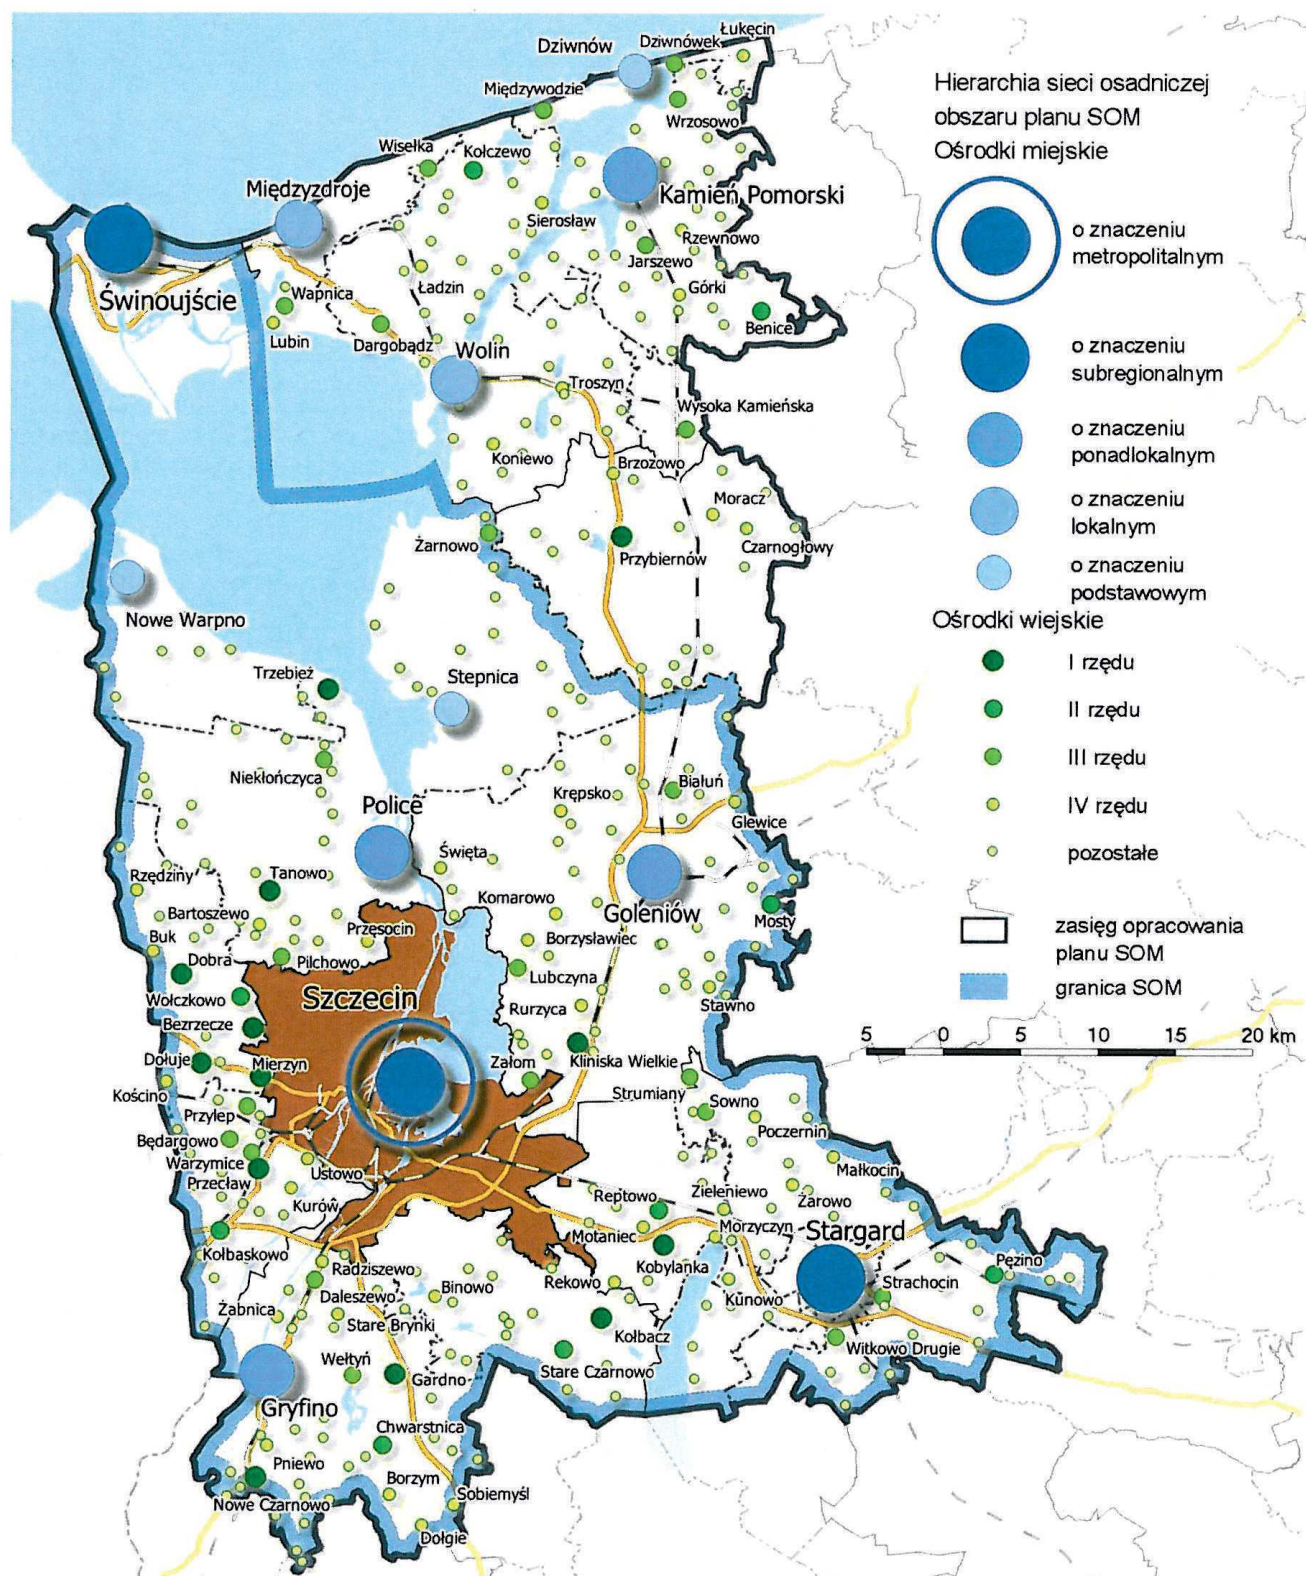 Łukęcin
Dziwnówek
Dziwnów
Międzywodzie
Wrzosowo
Wisełka
Kołczewo
Międzyzdroje
Kamień Pomorski
Sierosław
Rzewnowo
Jarszewo
Świnoujście
Wapnica
Ładzin
Górki
Benice
Lubin
Dargobądz
Wolin
Troszyn
Wysoka Kamieńska
Koniewo
Brzozowo
Moracz
Żarnowo
Przybiernów
Czarnogłowy
Nowe Warpno
Trzebież
Stepnica
Niekłończyca
Białuń
Krępsko
Police
Glewice
Święta
Rzędziny
Tanowo
Komarowo
Goleniów
Bartoszewo
Przęsocin
Mosty
Buk
Borzysławiec
Dobra
Pilchowo
Lubczyna
Wołczkowo
Szczecin
Rurzyca
Stawno
Bezrzecze
Dołuje
Mierzyn
Załom
Kliniska Wielkie
Kościno
Strumiany
Sowno
Przylep
Poczernin
Będargowo
Warzymice
Ustowo
Małkocin
Przecław
Reptowo
Zieleniewo
Żarowo
Kurów
Motaniec
Morzyczyn
Stargard
Kołbaskowo
Radziszewo
Rekowo
Kobylanka
Pęzino
Binowo
Strachocin
Żabnica
Daleszewo
Kunowo
Stare Brynki
Kołbacz
Witkowo Drugie
Wełtyń
Gardno
Stare Czarnowo
Gryfino
Chwarstnica
Pniewo
Borzym
Nowe Czarnowo
Sobiemyśl
Dołgie
Hierarchia sieci osadniczej
obszaru planu SOM
Ośrodki miejskie
o znaczeniu
metropolitalnym
o znaczeniu
subregionalnym
o znaczeniu
ponadlokalnym
o znaczeniu
lokalnym
o znaczeniu
podstawowym
Ośrodki wiejskie
I rzędu
II rzędu
III rzędu
IV rzędu
pozostałe
zasięg opracowania
planu SOM
granica SOM
5 0 5 10 15 20 km